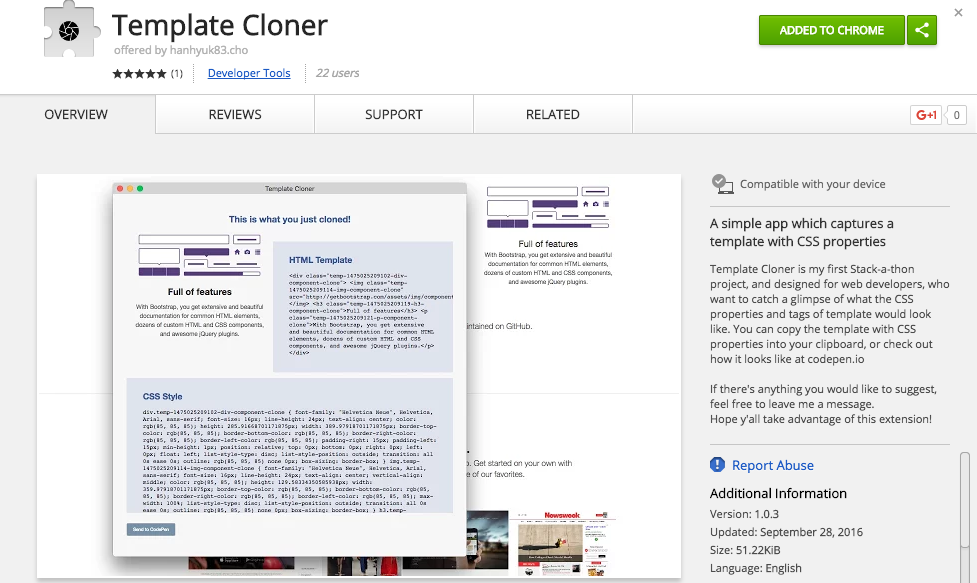 Template Cloner
offered by hanhyuk83.cho
ADDED TO CHROME
★★★★★ (1)
Developer Tools
22 users
OVERVIEW
REVIEWS
SUPPORT
RELATED
G+1
0
Template Cloner
This is what you just cloned!
Full of features
With Bootstrap, you get extensive and beautiful
documentation for common HTML elements,
dozens of custom HTML and CSS components,
and awesome jQuery plugins.
HTML Template
<div class="temp-1475025209102-div-
component-clone"> <img class="temp-
1475025209114-img-component-clone"
src="http://getbootstrap.com/assets/img/component
</img> <h3 class="temp-1475025209119-h3-
component-clone">Full of features</h3> <p
class="temp-1475025209121-p-component-
clone">With Bootstrap, you get extensive
and beautiful documentation for common HTML
elements, dozens of custom HTML and CSS
components, and awesome jQuery plugins.</p>
</div>
CSS Style
div.temp-1475025209102-div-component-clone { font-family: "Helvetica Neue", Helvetica,
Arial, sans-serif; font-size: 16px; line-height: 24px; text-align: center; color:
rgb(85, 85, 85); height: 285.91668701171875px; width: 389.97918701171875px; border-top-
color: rgb(85, 85, 85); border-bottom-color: rgb(85, 85, 85); border-right-color:
rgb(85, 85, 85); border-left-color: rgb(85, 85, 85); padding-right: 15px; padding-left:
15px; min-height: 1px; position: relative; top: 0px; bottom: 0px; right: 0px; left:
0px; float: left; list-style-type: disc; list-style-position: outside; transition: all
0s ease 0s; outline: rgb(85, 85, 85) none 0px; box-sizing: border-box; } img.temp-
1475025209114-img-component-clone { font-family: "Helvetica Neue", Helvetica, Arial,
sans-serif; font-size: 16px; line-height: 24px; text-align: center; vertical-align:
middle; color: rgb(85, 85, 85); height: 129.58334350585938px; width:
359.97918701171875px; border-top-color: rgb(85, 85, 85); border-bottom-color: rgb(85,
85, 85); border-right-color: rgb(85, 85, 85); border-left-color: rgb(85, 85, 85); max-
width: 100%; list-style-type: disc; list-style-position: outside; transition: all 0s
ease 0s; outline: rgb(85, 85, 85) none 0px; box-sizing: border-box; } h3.temp-
Send to CodePen
Full of features
With Bootstrap, you get extensive and beautiful
documentation for common HTML elements,
dozens of custom HTML and CSS components,
and awesome jQuery plugins.
intained on GitHub.
. Get started on your own with
e of our favorites.
Newsweek
Compatible with your device
A simple app which captures a
template with CSS properties
Template Cloner is my first Stack-a-thon
project, and designed for web developers, who
want to catch a glimpse of what the CSS
properties and tags of template would look
like. You can copy the template with CSS
properties into your clipboard, or check out
how it looks like at codepen.io
If there's anything you would like to suggest,
feel free to leave me a message.
Hope y'all take advantage of this extension!
Report Abuse
Additional Information
Version: 1.0.3
Updated: September 28, 2016
Size: 51.22KiB
Language: English